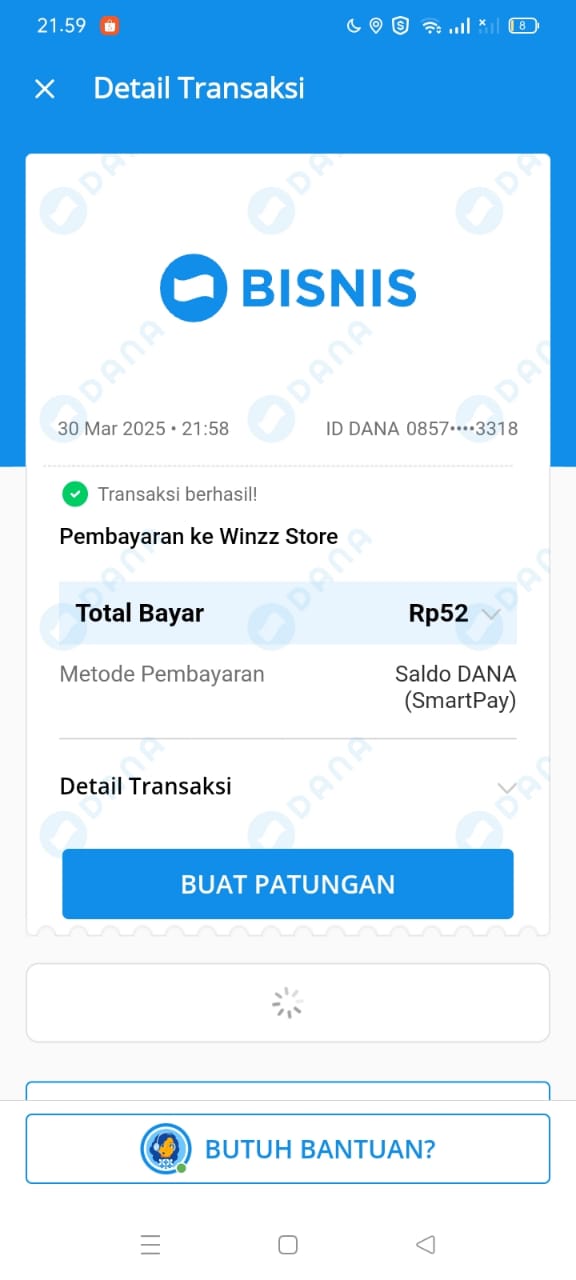 21.59
8
Detail Transaksi
BISNIS
30 Mar 2025 • 21:58
ID DANA 0857••••3318
Transaksi berhasil!
Pembayaran ke Winzz Store
Total Bayar
Rp52
Metode Pembayaran
Saldo DANA
(SmartPay)
Detail Transaksi
BUAT PATUNGAN
BUTUH BANTUAN?
DANA